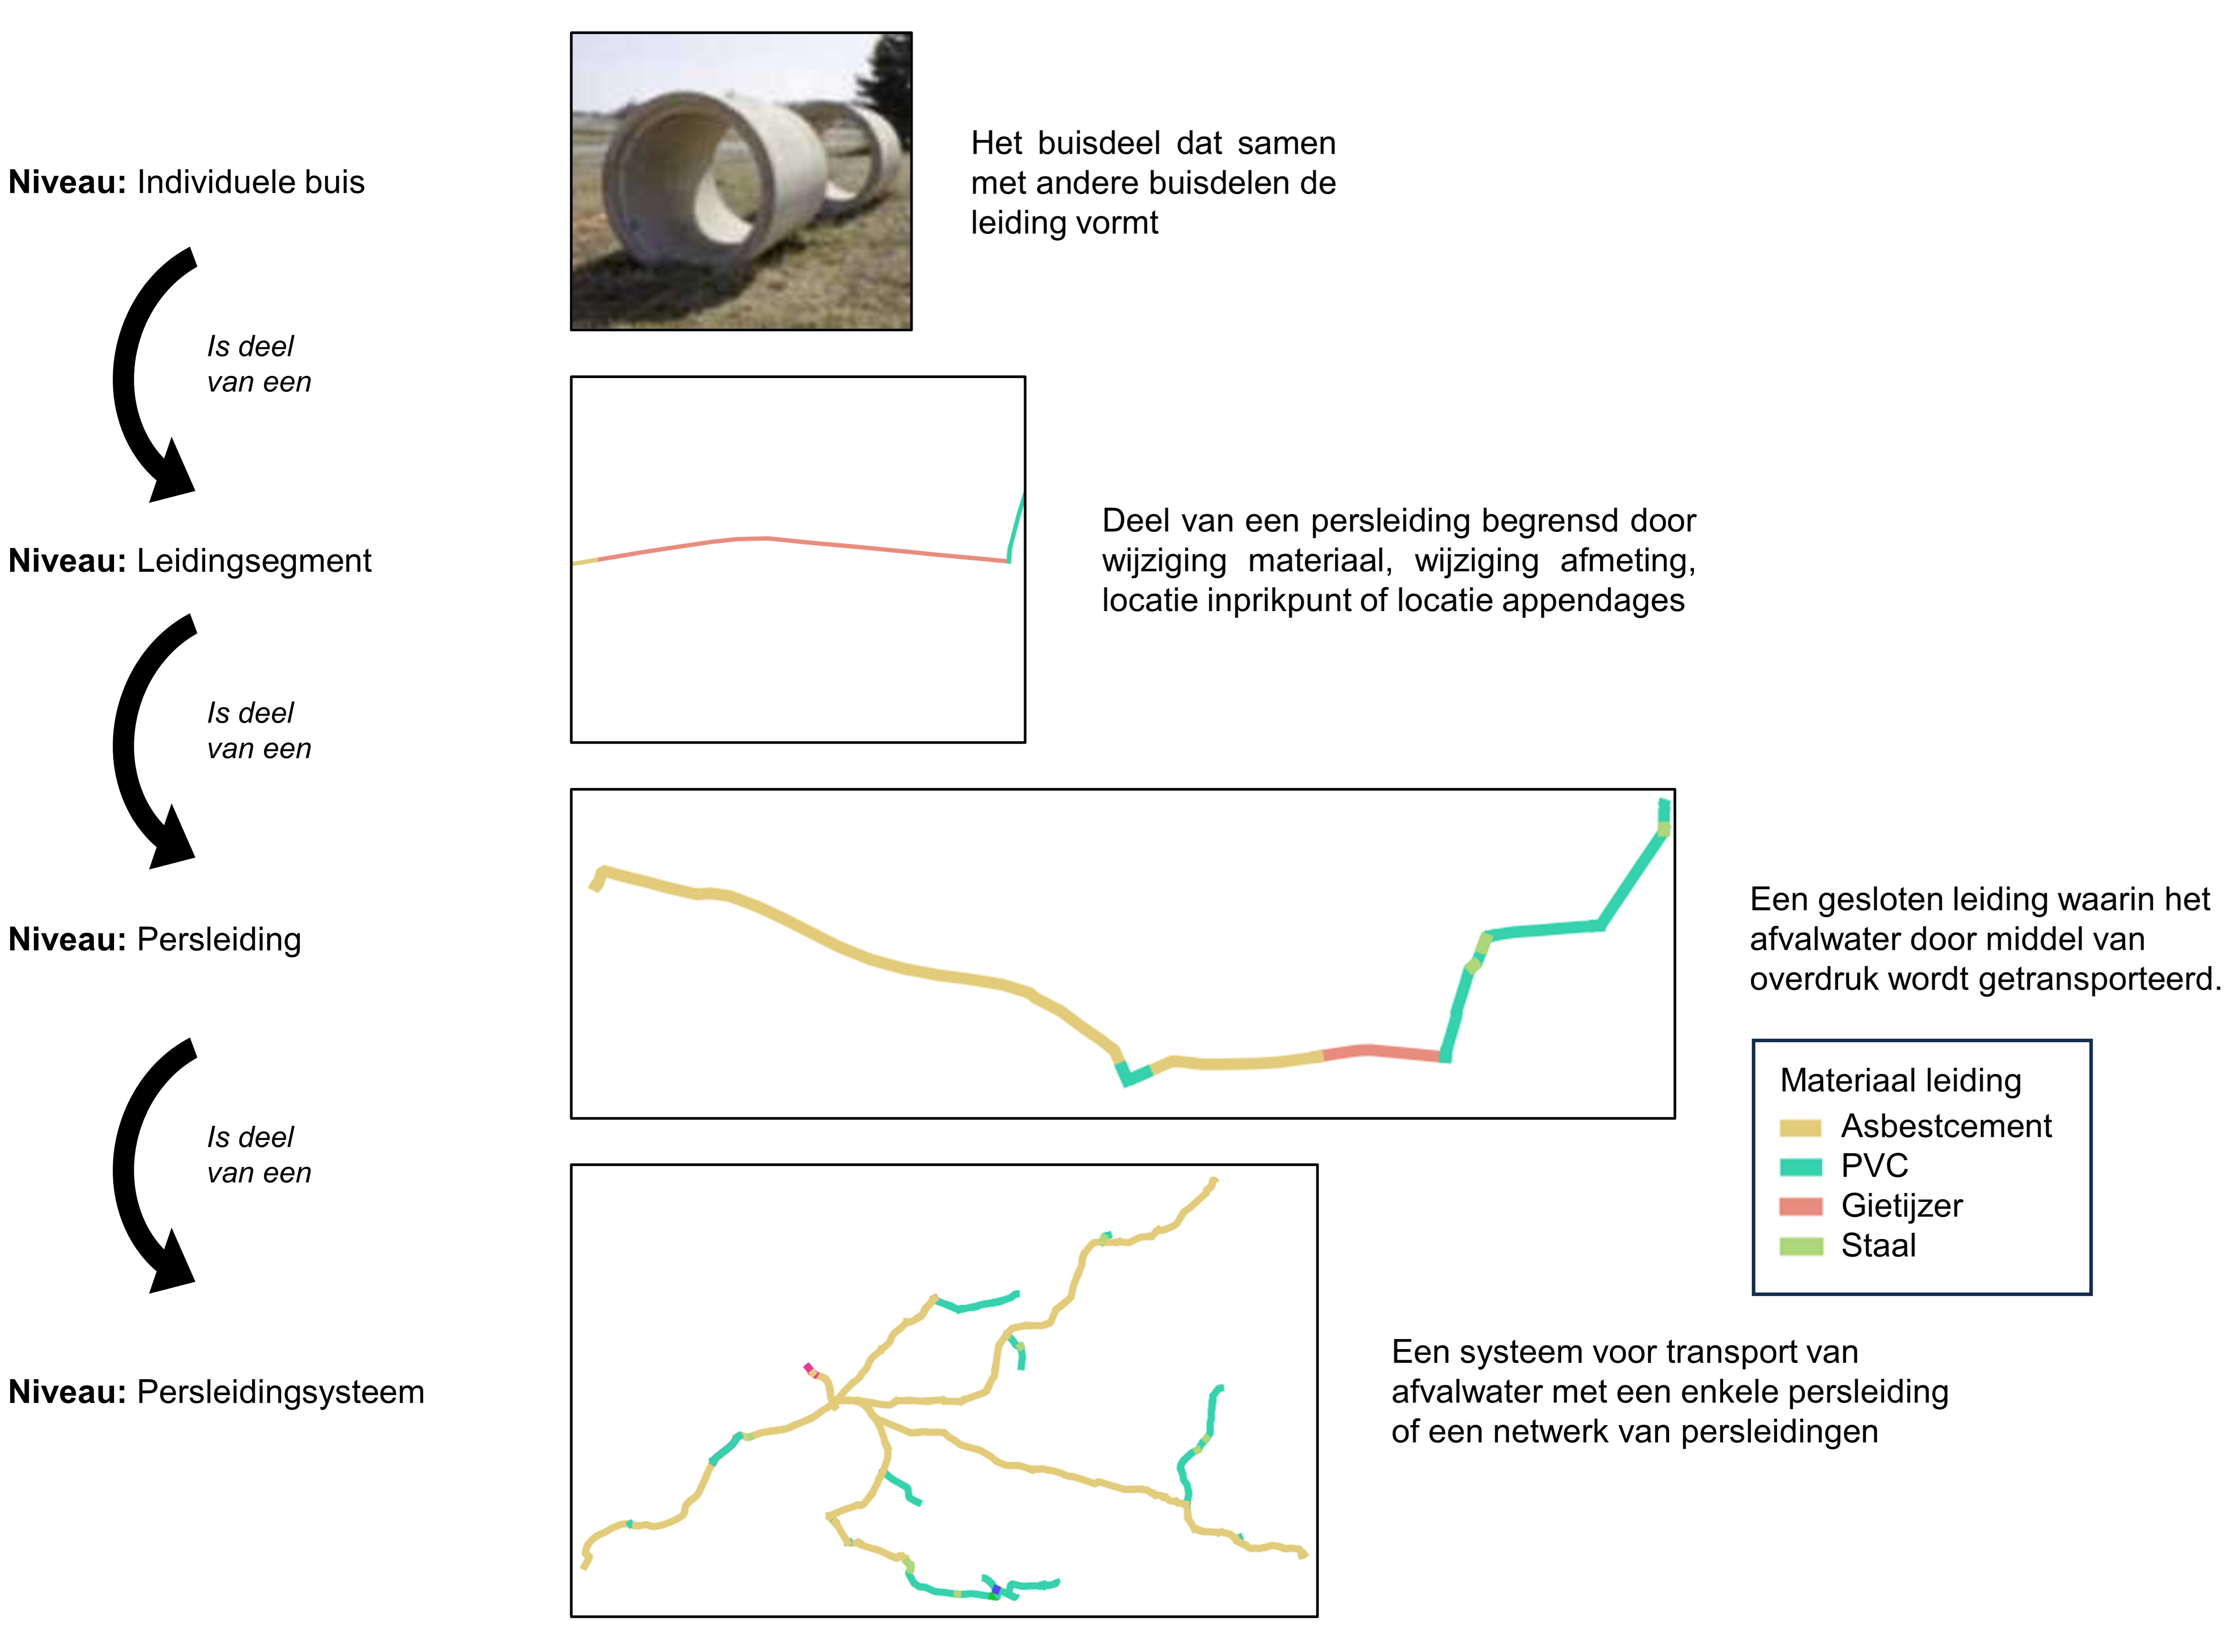 Niveau: Individuele buis
Het buisdeel dat samen
met andere buisdelen de
leiding vormt
Is deel
van een
Niveau: Leidingsegment
Deel van een persleiding begrensd door
wijziging materiaal, wijziging afmeting,
locatie inprikpunt of locatie appendages
Is deel
van een
Niveau: Persleiding
Een gesloten leiding waarin het
afvalwater door middel van
overdruk wordt getransporteerd.
Is deel
van een
Materiaal leiding
Asbestcement
PVC
Gietijzer
Staal
Niveau: Persleidingsysteem
Een systeem voor transport van
afvalwater met een enkele persleiding
of een netwerk van persleidingen